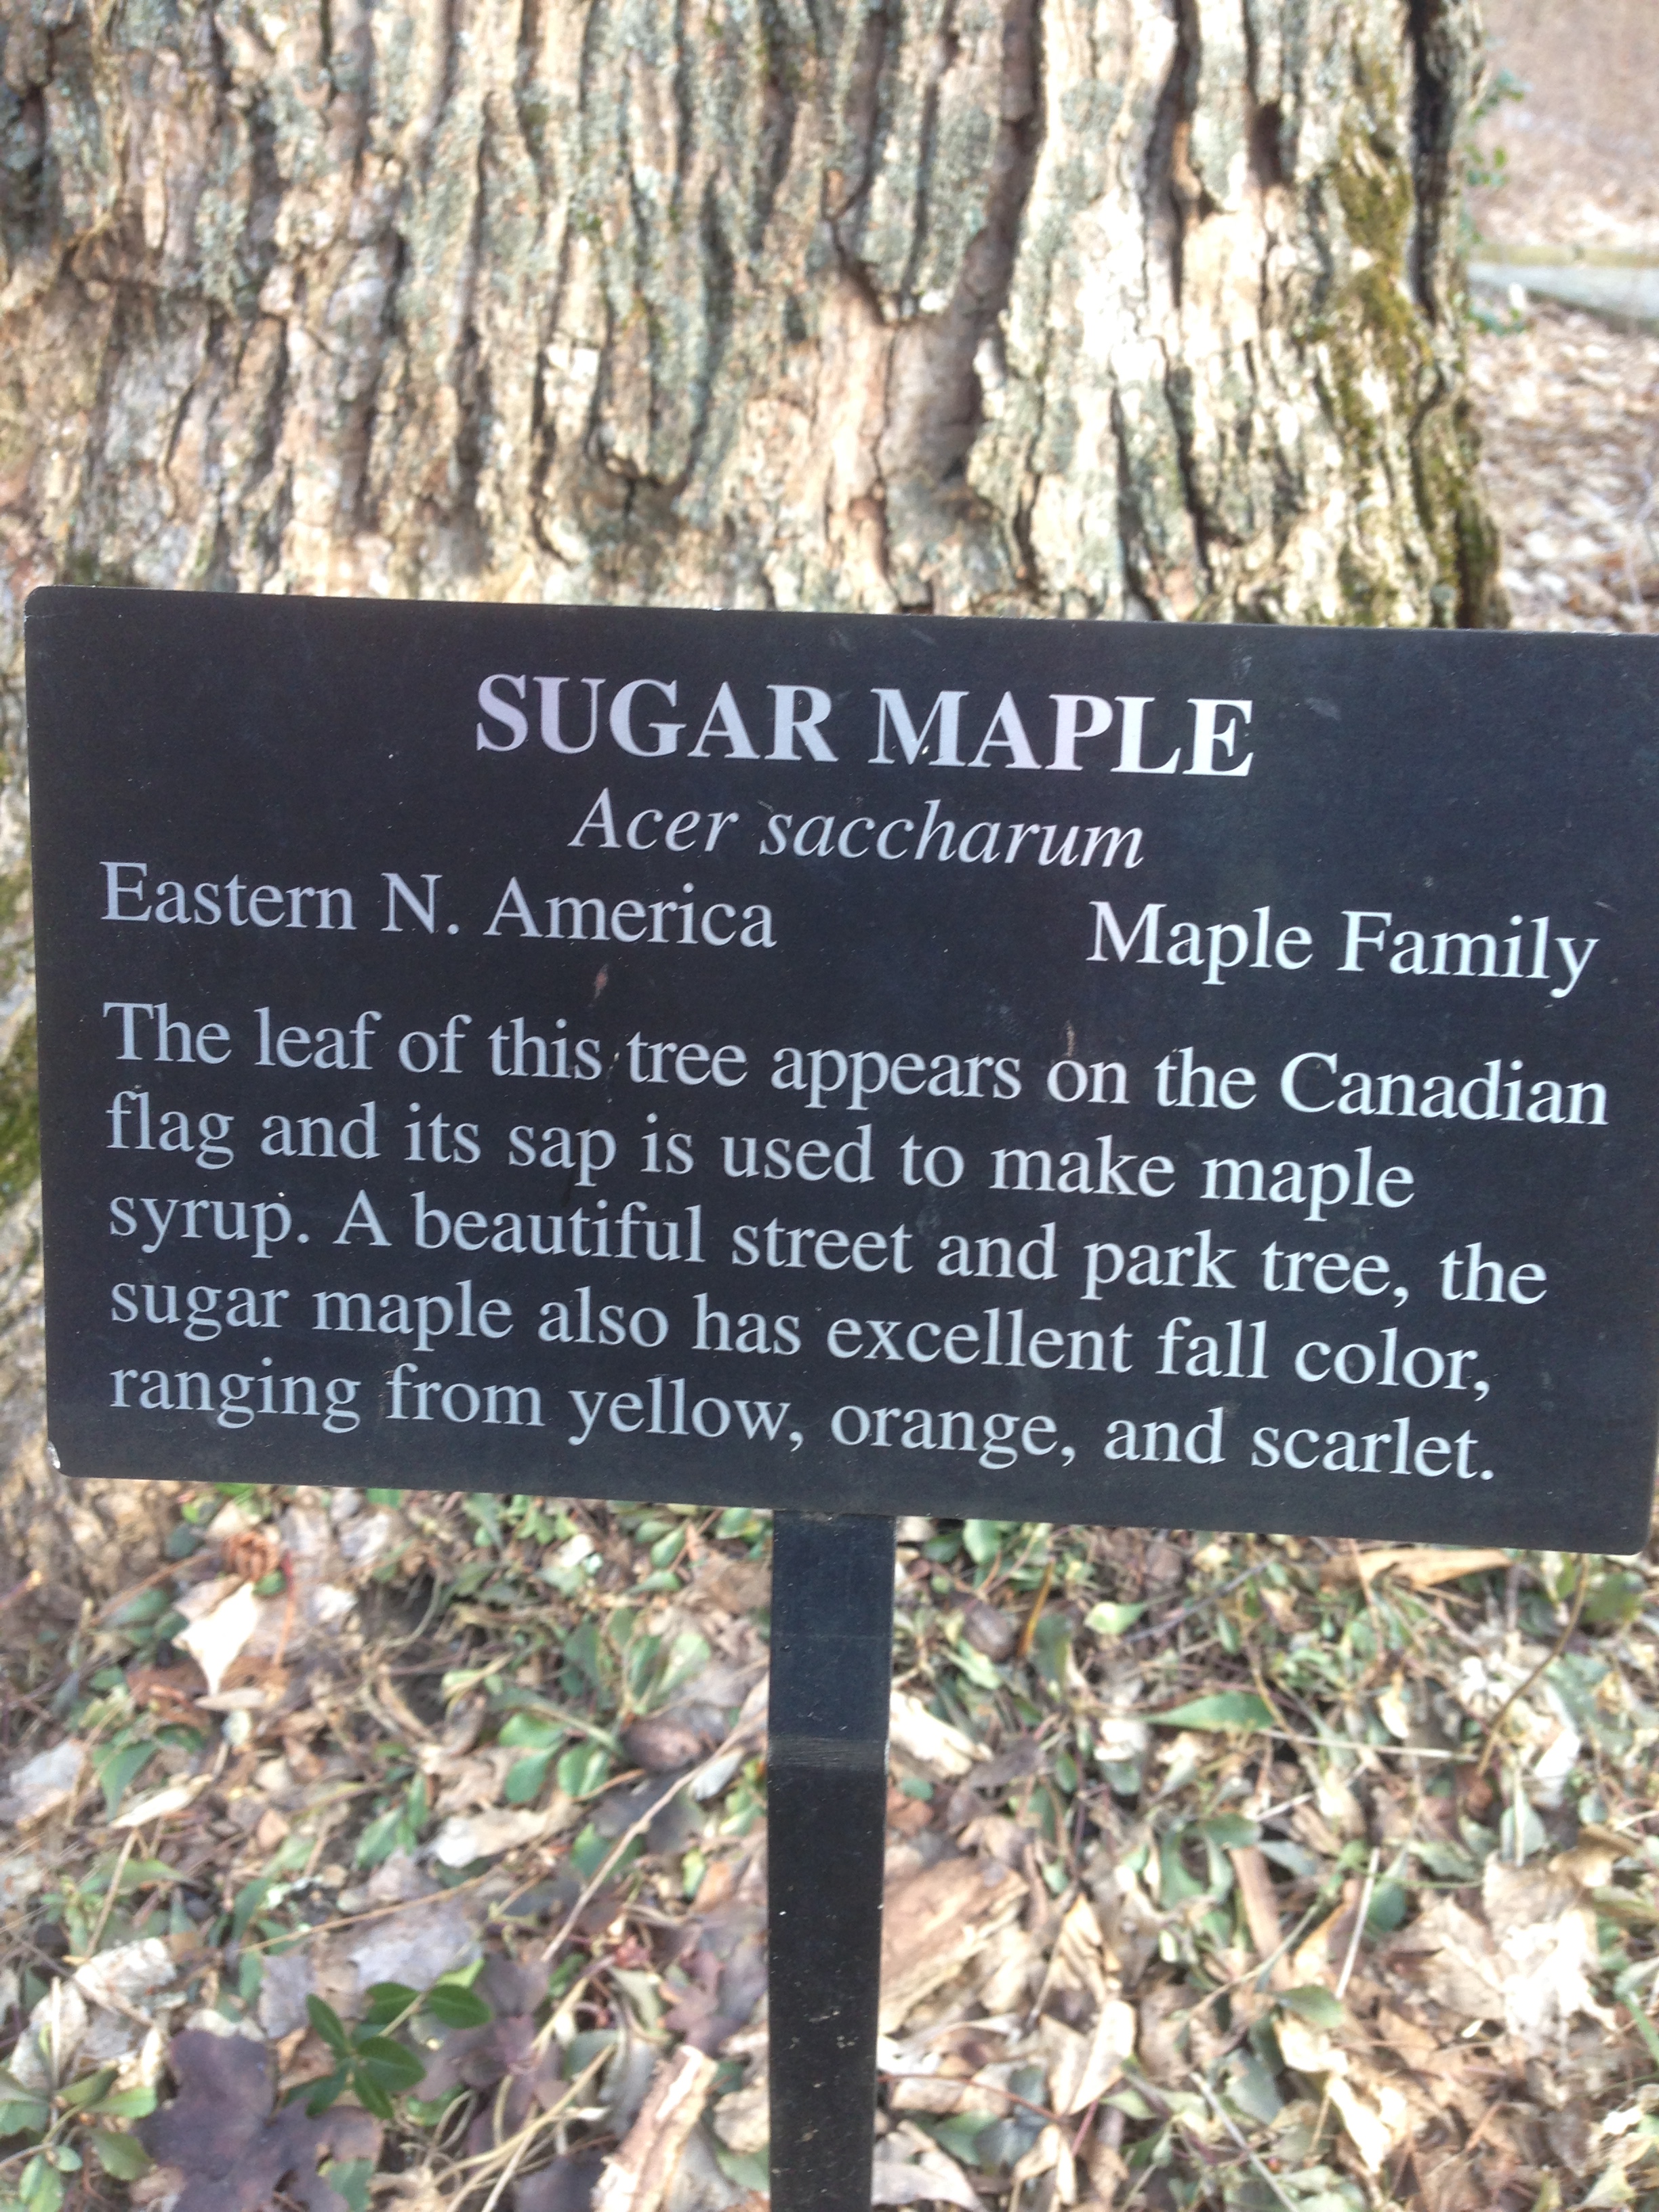 SUGAR MAPLE
Acer saccharum
Eastern N. America Maple Family
The leaf of this tree appears on the Canadian
flag and its sap is used to make maple
syrup. A beautiful street and park tree, the
sugar maple also has excellent fall color,
ranging from yellow, orange, and scarlet.